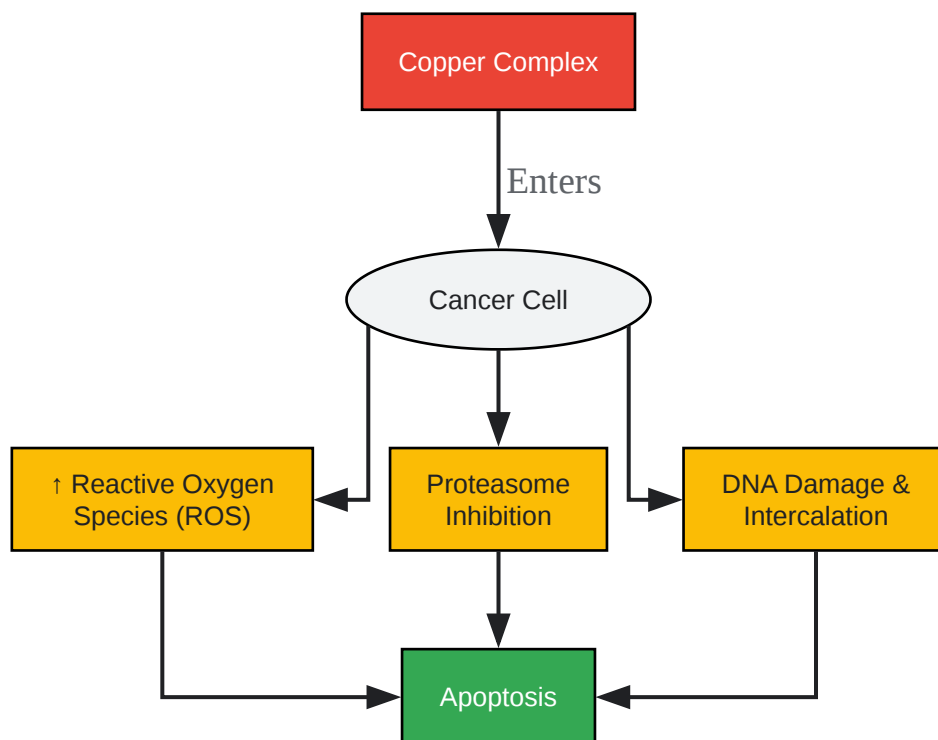 Copper Complex
Enters
Cancer Cell
↑ Reactive Oxygen
Species (ROS)
Proteasome
Inhibition
DNA Damage &
Intercalation
Apoptosis